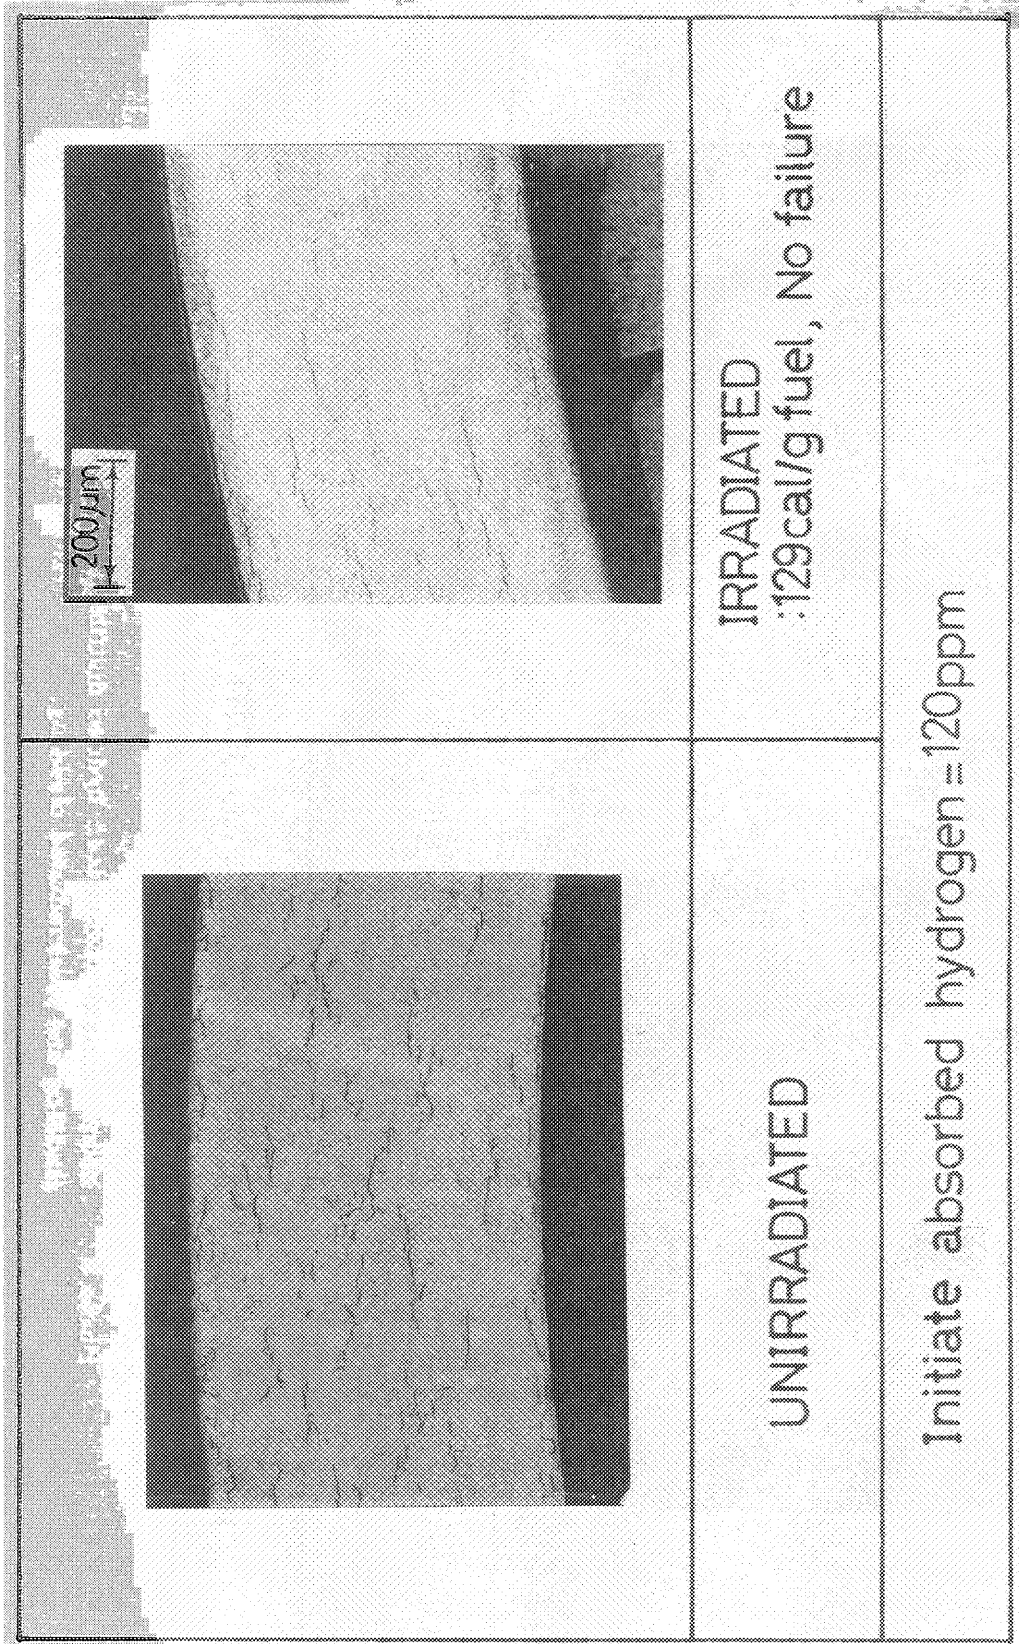 200μm
UNIRRADIATED
IRRADIATED
:129cal/g fuel, No failure
Initiate absorbed hydrogen=120ppm